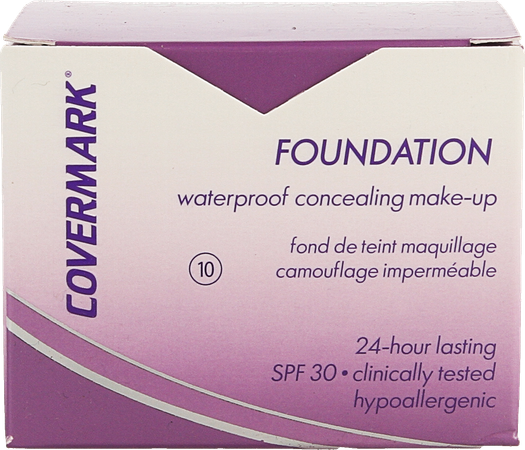 COVERMARK®
FOUNDATION
waterproof concealing make-up
fond de teint maquillage
camouflage imperméable
10
24-hour lasting
SPF 30 • clinically tested
hypoallergenic